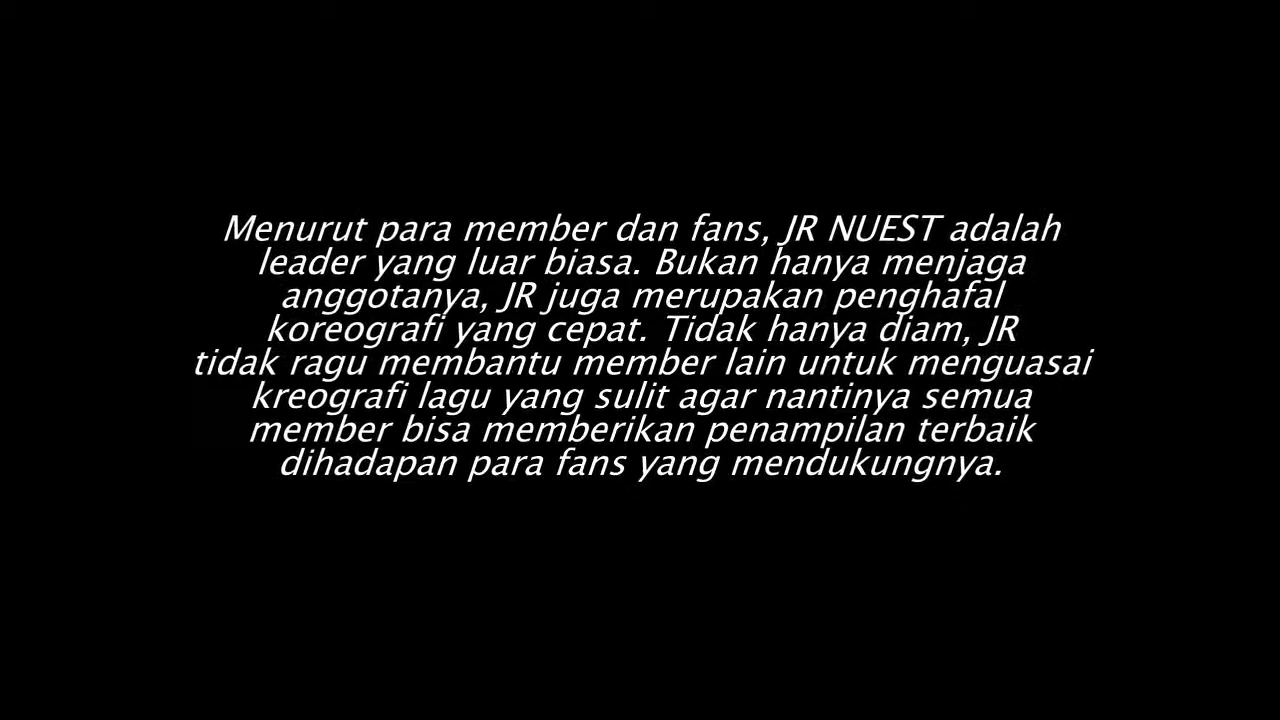 Menurut para member dan fans, JR NUEST adalah
leader yang luar biasa. Bukan hanya menjaga
anggotanya, JR juga merupakan penghafal
koreografi yang cepat. Tidak hanya diam, JR
tidak ragu membantu member lain untuk menguasai
kreografi lagu yang sulit agar nantinya semua
member bisa memberikan penampilan terbaik
dihadapan para fans yang mendukungnya.